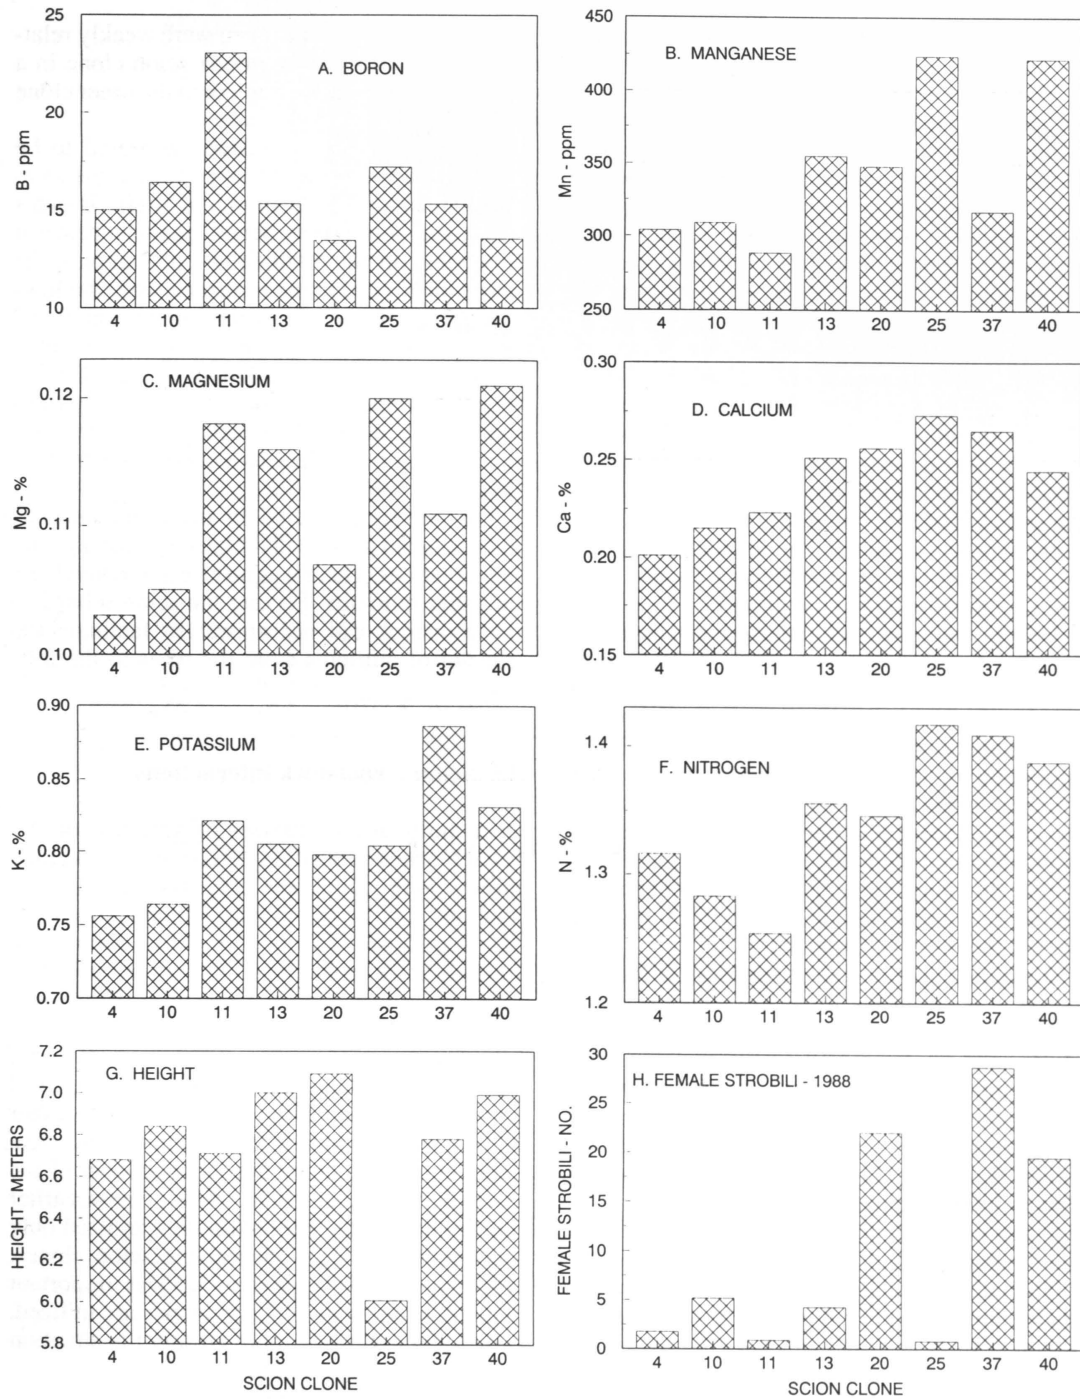 A. BORON
B - ppm
25
20
15
10
4 10 11 13 20 25 37 40
B. MANGANESE
Mn - ppm
450
400
350
300
250
4 10 11 13 20 25 37 40
C. MAGNESIUM
Mg - %
0.12
0.11
0.10
4 10 11 13 20 25 37 40
D. CALCIUM
Ca - %
0.30
0.25
0.20
0.15
4 10 11 13 20 25 37 40
E. POTASSIUM
K - %
0.90
0.85
0.80
0.75
0.70
4 10 11 13 20 25 37 40
F. NITROGEN
N - %
1.4
1.3
1.2
4 10 11 13 20 25 37 40
G. HEIGHT
HEIGHT - METERS
7.2
7.0
6.8
6.6
6.4
6.2
6.0
5.8
4 10 11 13 20 25 37 40
SCION CLONE
H. FEMALE STROBILI - 1988
FEMALE STROBILI - NO.
30
25
20
15
10
5
0
4 10 11 13 20 25 37 40
SCION CLONE